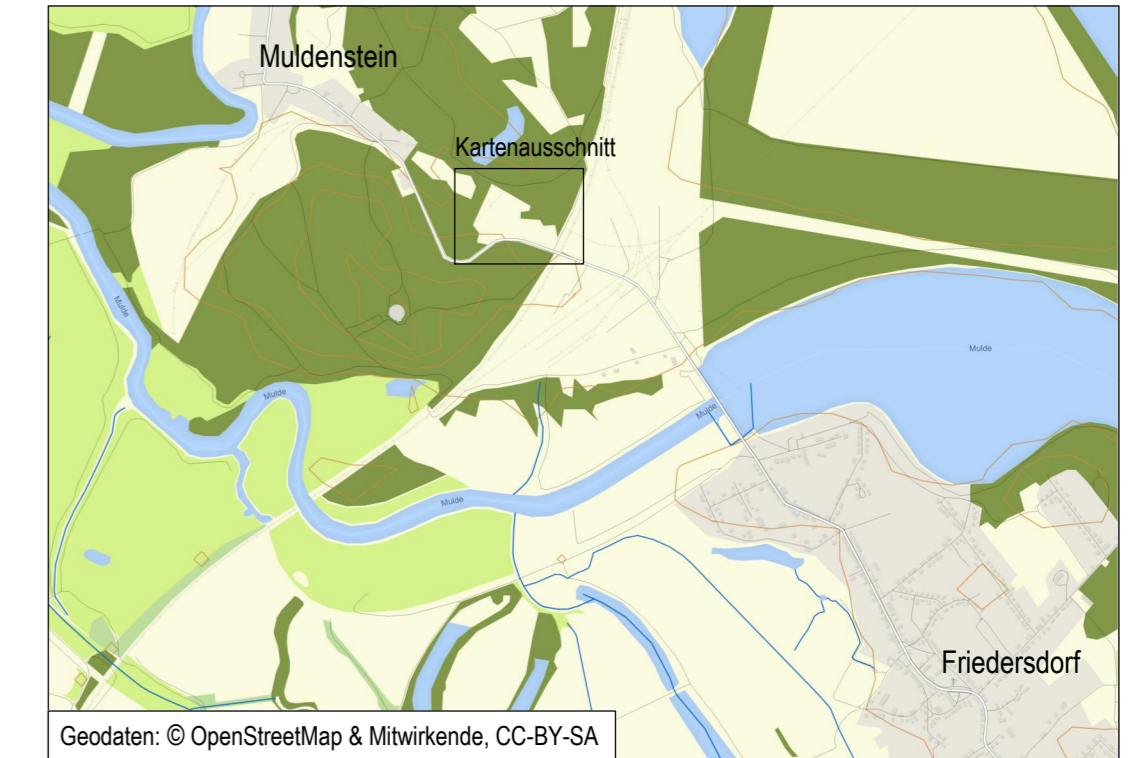 Muldenstein
Kartenausschnitt
Mulde
Mulde
Mulde
Mulde
Mulde
Friedersdorf
Geodaten: © OpenStreetMap & Mitwirkende, CC-BY-SA